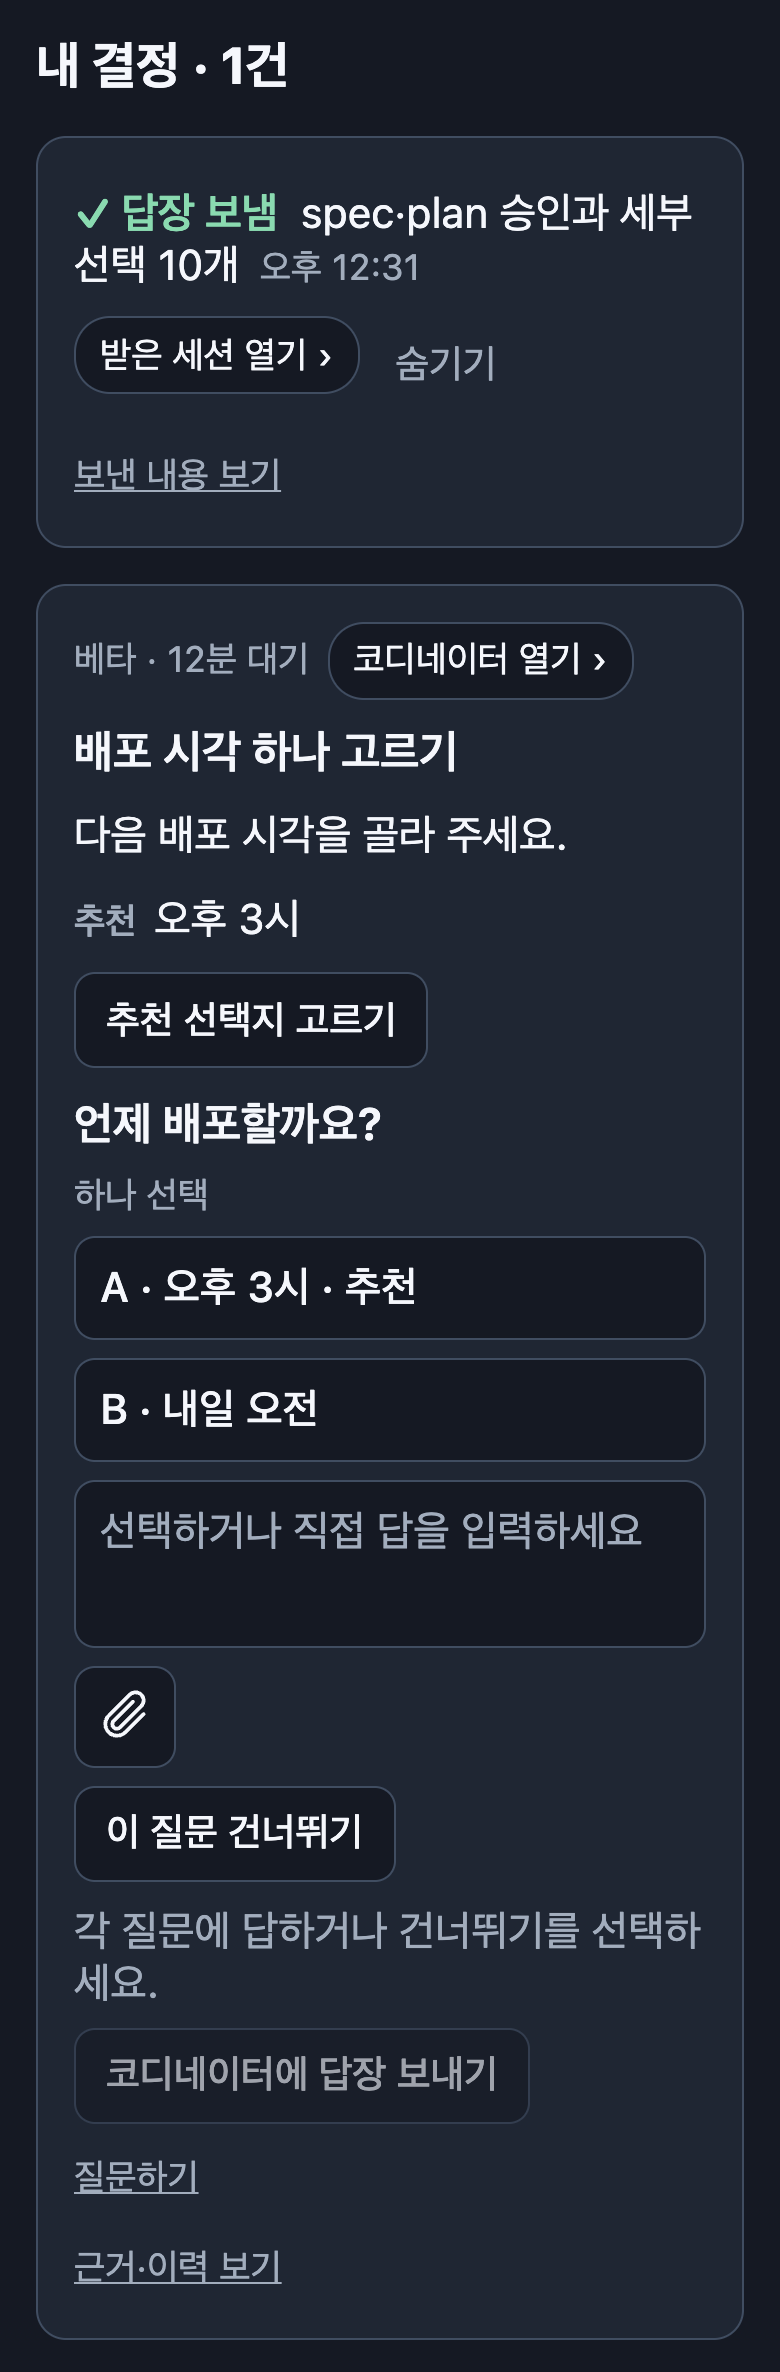 내 결정 · 1건
✓ 답장 보냄 spec·plan 승인과 세부
선택 10개 오후 12:31
받은 세션 열기 ›
숨기기
보낸 내용 보기
베타 · 12분 대기
코디네이터 열기 ›
배포 시각 하나 고르기
다음 배포 시각을 골라 주세요.
추천 오후 3시
추천 선택지 고르기
언제 배포할까요?
하나 선택
A · 오후 3시 · 추천
B · 내일 오전
선택하거나 직접 답을 입력하세요
이 질문 건너뛰기
각 질문에 답하거나 건너뛰기를 선택하
세요.
코디네이터에 답장 보내기
질문하기
근거·이력 보기